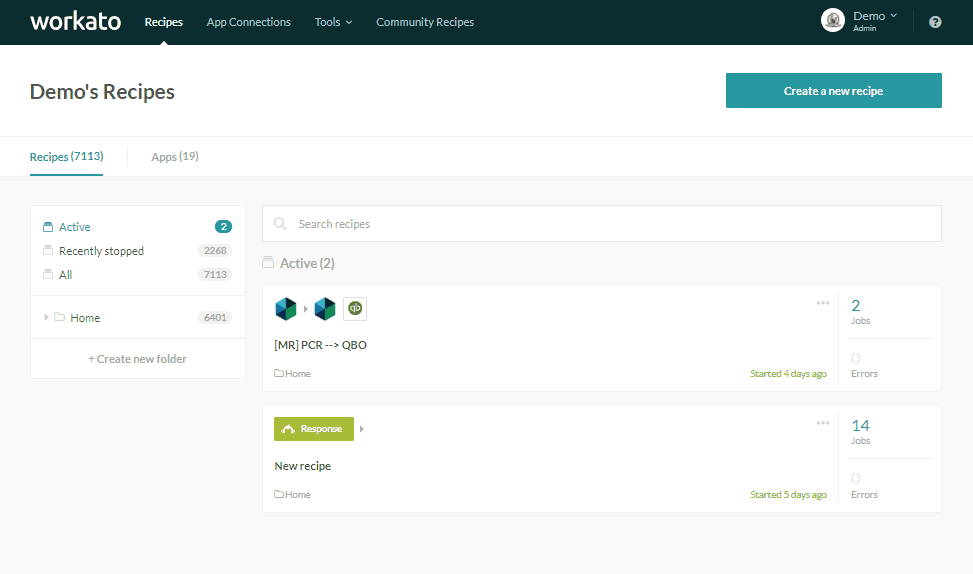 workato Recipes App Connections Tools Community Recipes Demo Admin ?
Demo's Recipes Create a new recipe
Recipes (7113) Apps (19)
Active 2
Recently stopped 2268
All 7113
Home 6401
+ Create new folder
Search recipes
Active (2)
qb
[MR] PCR --> QBO
Home Started 4 days ago
2
Jobs
0
Errors
Response
New recipe
Home Started 5 days ago
14
Jobs
0
Errors